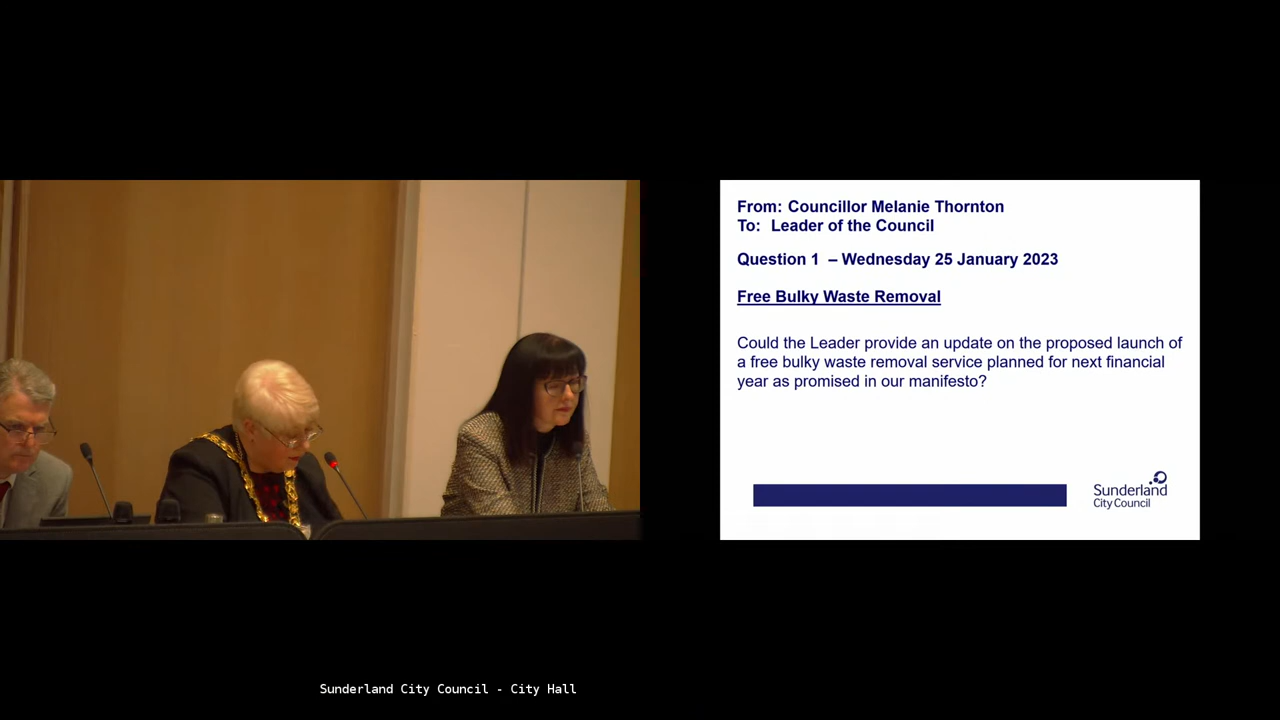 From: Councillor Melanie Thornton
To: Leader of the Council
Question 1 – Wednesday 25 January 2023
Free Bulky Waste Removal
Could the Leader provide an update on the proposed launch of
a free bulky waste removal service planned for next financial
year as promised in our manifesto?
Sunderland
City Council
Sunderland City Council - City Hall